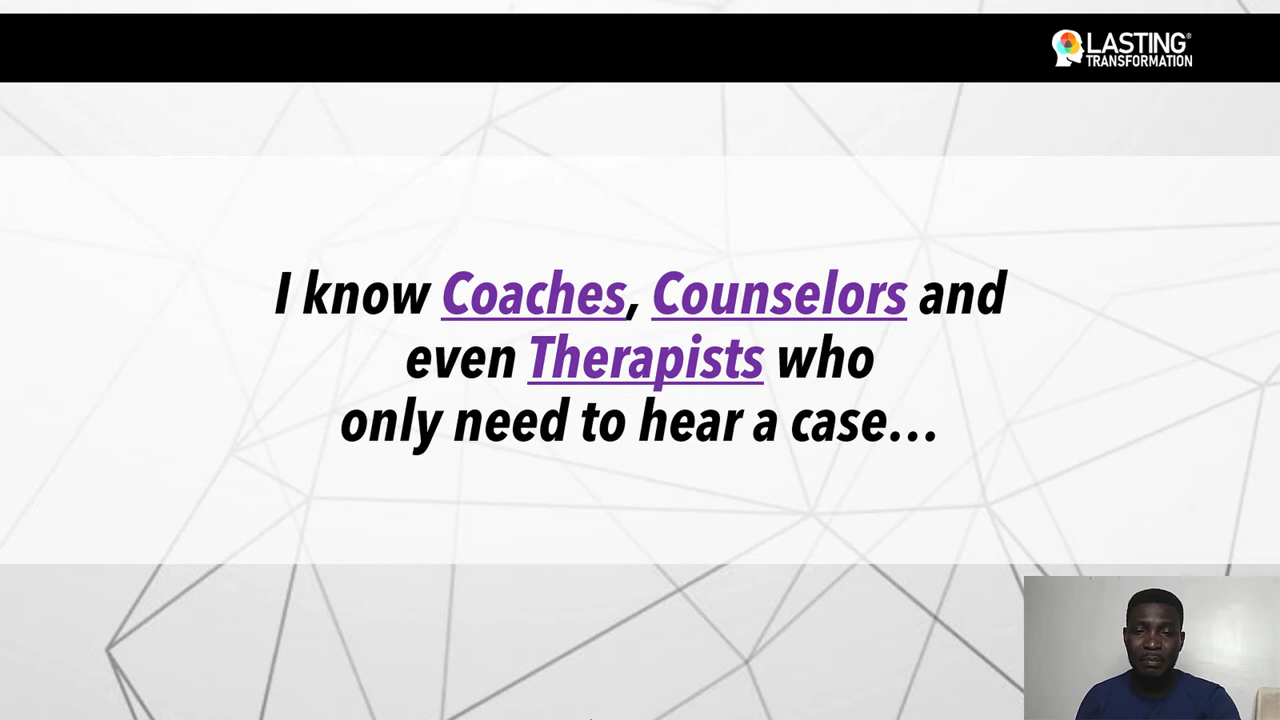 LASTING®
TRANSFORMATION
I know Coaches, Counselors and
even Therapists who
only need to hear a case...